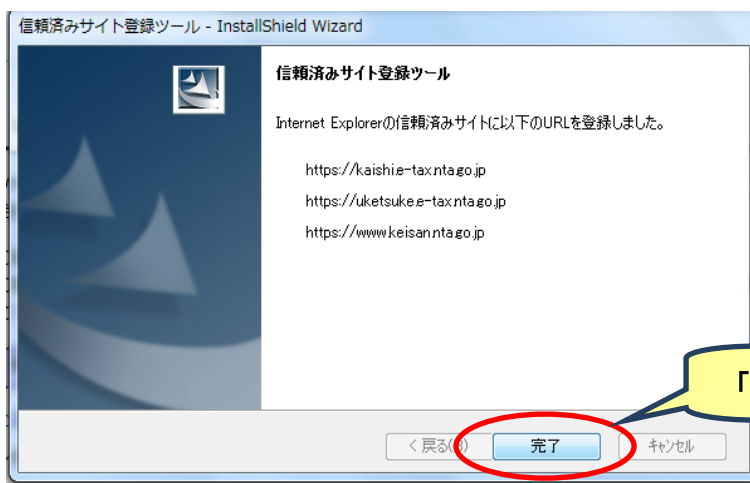 信頼済みサイト登録ツール - InstallShield Wizard
信頼済みサイト登録ツール
Internet Explorerの信頼済みサイトに以下のURLを登録しました。
https://kaishi.e-tax.nta.go.jp
https://uketsuke.e-tax.nta.go.jp
https://www.keisan.nta.go.jp
「
< 戻る(B) 完了 キャンセル